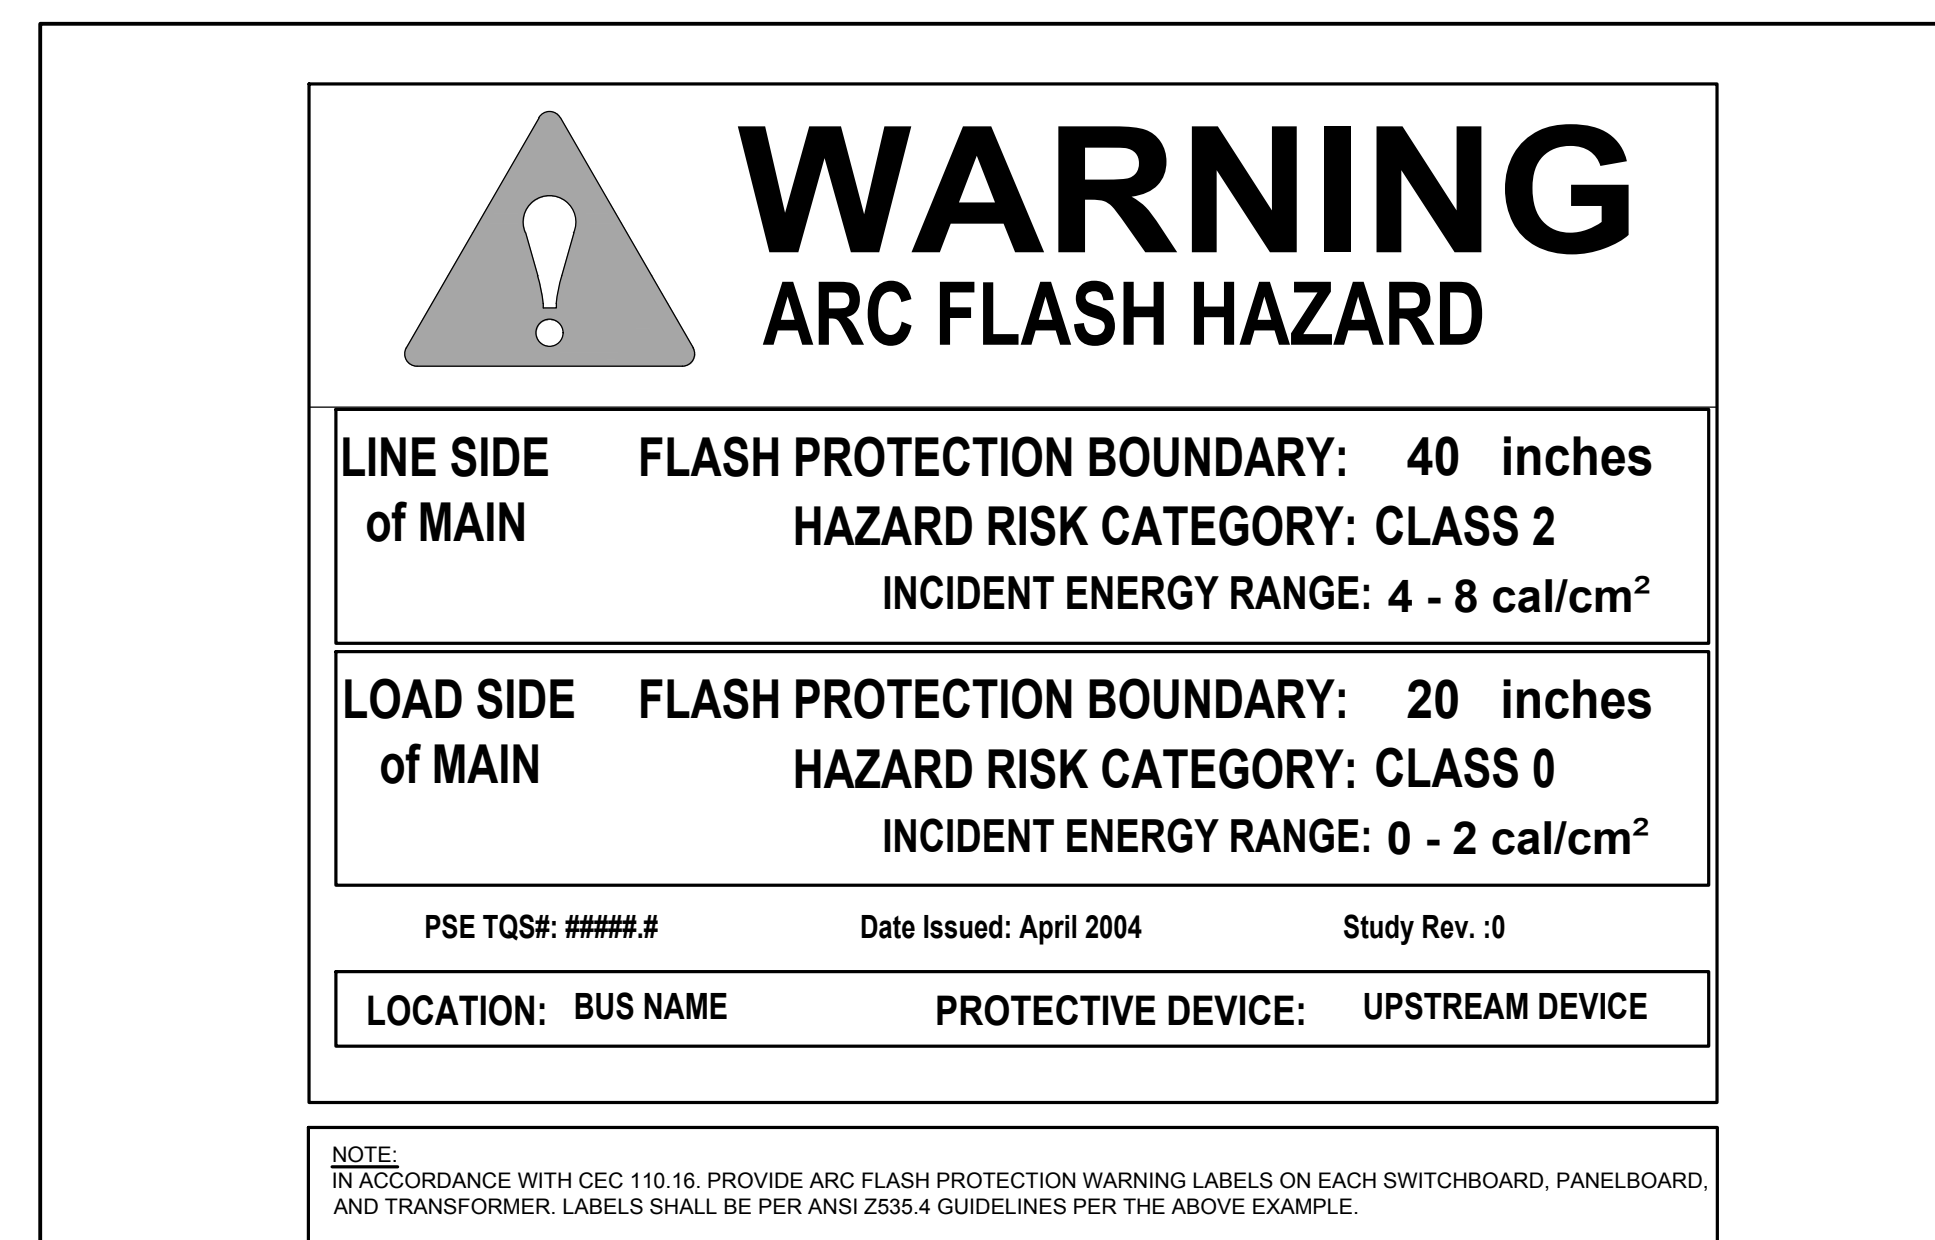 WARNING
ARC FLASH HAZARD
LINE SIDE FLASH PROTECTION BOUNDARY: 40 inches
of MAIN HAZARD RISK CATEGORY: CLASS 2
INCIDENT ENERGY RANGE: 4 - 8 cal/cm²
LOAD SIDE FLASH PROTECTION BOUNDARY: 20 inches
of MAIN HAZARD RISK CATEGORY: CLASS 0
INCIDENT ENERGY RANGE: 0 - 2 cal/cm²
PSE TQS#: #####.# Date Issued: April 2004 Study Rev. :0
LOCATION: BUS NAME PROTECTIVE DEVICE: UPSTREAM DEVICE
NOTE:
IN ACCORDANCE WITH CEC 110.16. PROVIDE ARC FLASH PROTECTION WARNING LABELS ON EACH SWITCHBOARD, PANELBOARD,
AND TRANSFORMER. LABELS SHALL BE PER ANSI Z535.4 GUIDELINES PER THE ABOVE EXAMPLE.